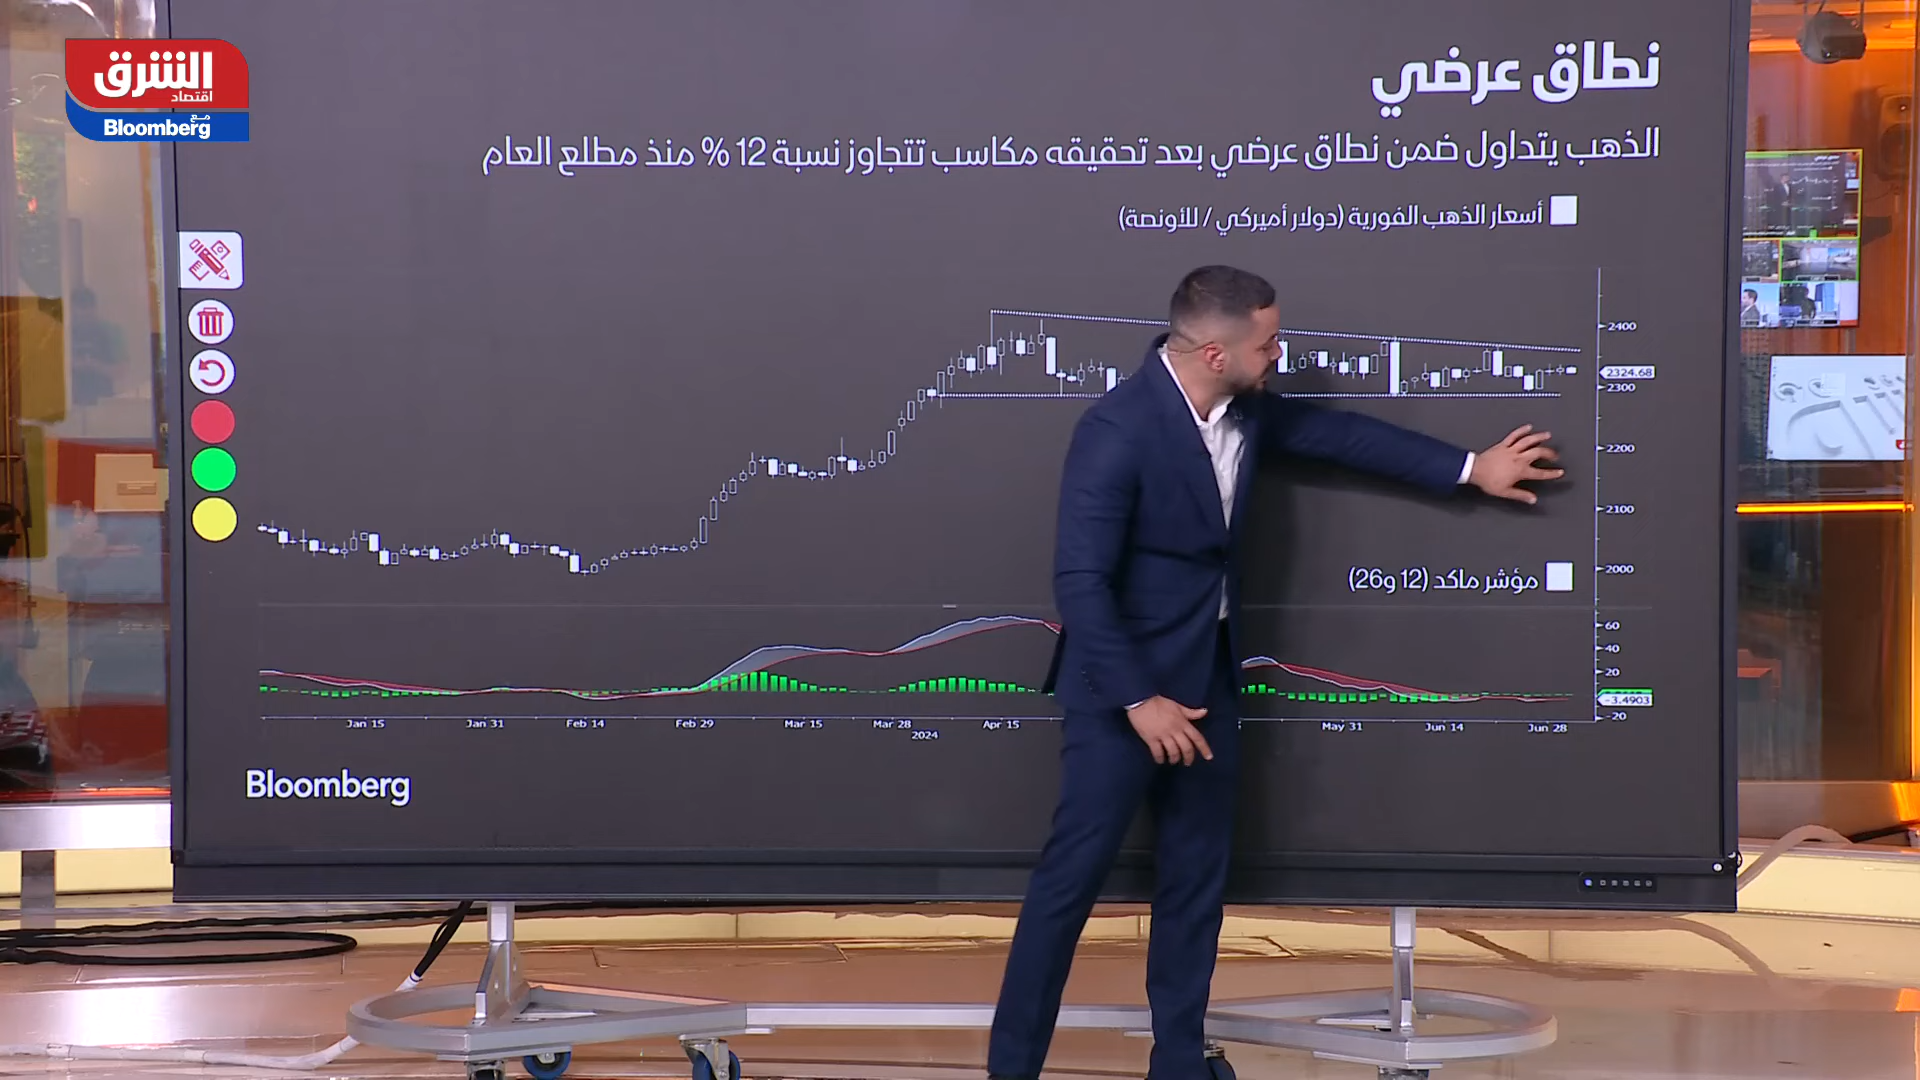 الشرق
اقتصاد
مع
Bloomberg
نطاق عرضي
الذهب يتداول ضمن نطاق عرضي بعد تحقيقه مكاسب تتجاوز نسبة 12 % منذ مطلع العام
أسعار الذهب الفورية (دولار أميركي / للأونصة)
2400
2324.68
2300
2200
2100
2000
مؤشر ماكد (12 و26)
60
40
20
-3.4903
-20
Jan 15
Jan 31
Feb 14
Feb 29
Mar 15
Mar 28
Apr 15
May 31
Jun 14
Jun 28
2024
Bloomberg